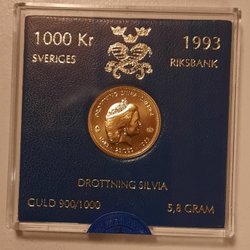 1000 Kr 1993
SVERIGES RIKSBANK
DROTTNING SILVIA
GULD 900/1000 5,8 GRAM